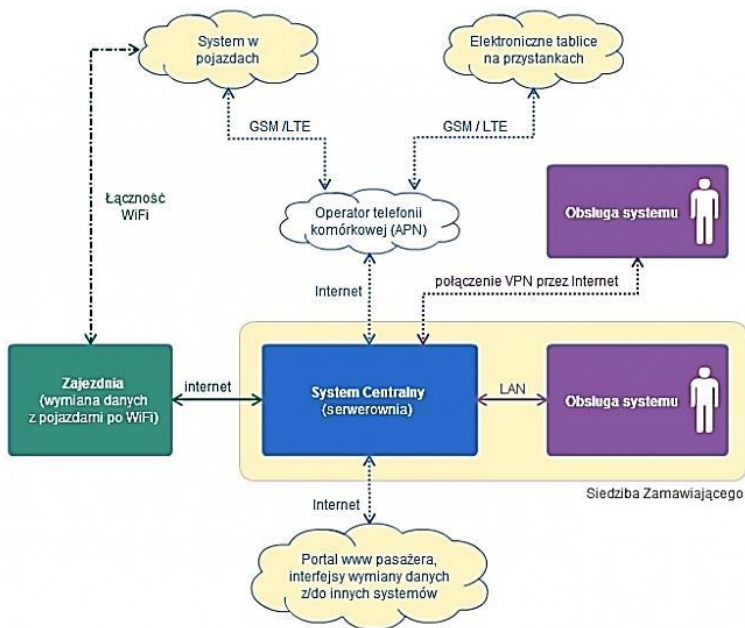 System w
pojazdach
Elektroniczne tablice
na przystankach
GSM /LTE
GSM / LTE
Łączność
WiFi
Operator telefonii
komórkowej (APN)
Obsługa systemu
Internet
połączenie VPN przez Internet
Zajezdnia
(wymiana danych
z pojazdami po WiFi)
internet
System Centralny
(serwerownia)
LAN
Obsługa systemu
Siedziba Zamawiającego
Internet
Portal www pasażera,
interfejsy wymiany danych
z/do innych systemów